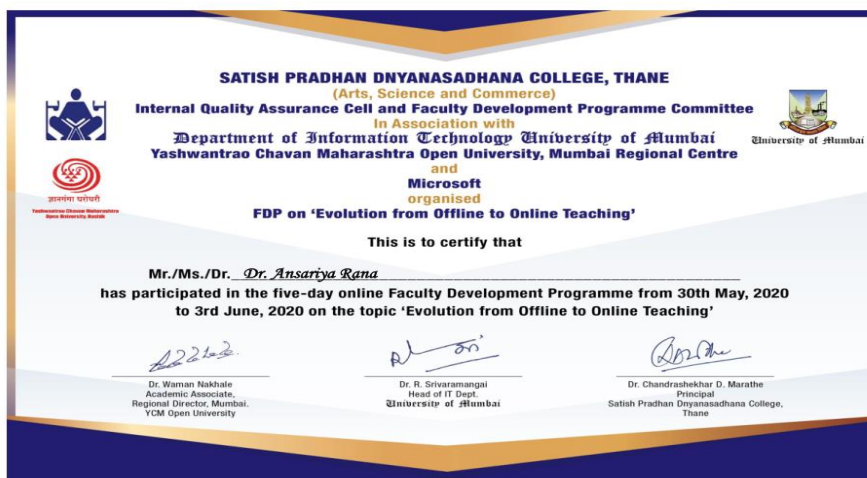 SATISH PRADHAN DNYANASADHANA COLLEGE, THANE
(Arts, Science and Commerce)
Internal Quality Assurance Cell and Faculty Development Programme Committee
In Association with
Department of Information Technology University of Mumbai
Yashwantrao Chavan Maharashtra Open University, Mumbai Regional Centre
and
Microsoft
organised
FDP on ‘Evolution from Offline to Online Teaching’
University of Mumbai
ज्ञानगंगा घरोघरी
Yashwantrao Chavan Maharashtra
Open University, Nashik
This is to certify that
Mr./Ms./Dr. Dr. Ansariya Rana
has participated in the five-day online Faculty Development Programme from 30th May, 2020
to 3rd June, 2020 on the topic ‘Evolution from Offline to Online Teaching’
Dr. Waman Nakhale
Academic Associate,
Regional Director, Mumbai.
YCM Open University
Dr. R. Srivaramangai
Head of IT Dept.
University of Mumbai
Dr. Chandrashekhar D. Marathe
Principal
Satish Pradhan Dnyanasadhana College,
Thane